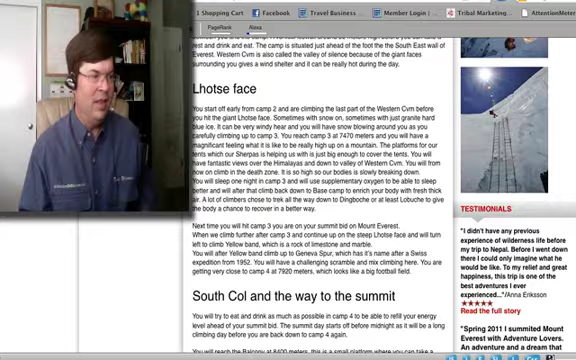 1 Shopping Cart
Facebook
Travel Business ...
Member Login |
Tribal Marketing...
AttentionMeter
PageRank
Alexa
rest and drink and eat. The camp is situated just ahead of the foot the the South East wall of
Everest. Western Cvm is also called the valley of silence because of the giant faces
surrounding you gives a wind shelter and it can be really hot during the day.
Lhotse face
You start off early from camp 2 and are climbing the last part of the Western Cvm before
you hit the giant Lhotse face. Sometimes with snow on, sometimes with just granite hard
blue ice. It can be very windy hear and you will have snow blowing around you as you
carefully climbing up to camp 3. You reach camp 3 at 7470 meters and you will have a
magnificent feeling what it is like to be really high up on a mountain. The platforms for our
tents which our Sherpas is helping us with is just big enough to cover the tents. You will
have fantastic views over the Himalayas and down to valley of Western Cvm. You will from
now on climb in the death zone. It is so high so our bodies is slowly breaking down.
You will sleep one night in camp 3 and will use supplementary oxygen to be able to sleep
better and will after that climb back down to Base camp to enrich your body with fresh thick
air. A lot of climbers chose to trek all the way down to Dingboche or at least Lobuche to give
the body a chance to recover in a better way.
Next time you will hit camp 3 you are on your summit bid on Mount Everest.
When we climb further after camp 3 and continue up on the steep Lhotse face and will turn
left to climb Yellow band, which is a rock of limestone and marble.
You will after Yellow band climb up to Geneva Spur, which has it's name after a Swiss
expedition from 1952. You will have a challenging scramble and mix climbing here. You are
getting very close to camp 4 at 7920 meters, which looks like a big football field.
South Col and the way to the summit
You will try to eat and drink as much as possible in camp 4 to be able to refill your energy
level ahead of your summit bid. The summit day starts off before midnight as it will be a long
climbing day before you are back down to camp 4 again.
You will reach the Balcony at 8400 meters, this is a small platform where you can take a
TESTIMONIALS
"I didn't have any previous
experience of wilderness life before
my trip to Nepal. Before I went down
there I could only imagine what
would be like. To my relief and great
happiness, this trip is one of the
best adventures I ever
experienced..."/Anna Eriksson
Read the full story
"Spring 2011 I summited Mount
Everest with Adventure Lovers.
An adventure and a dream that